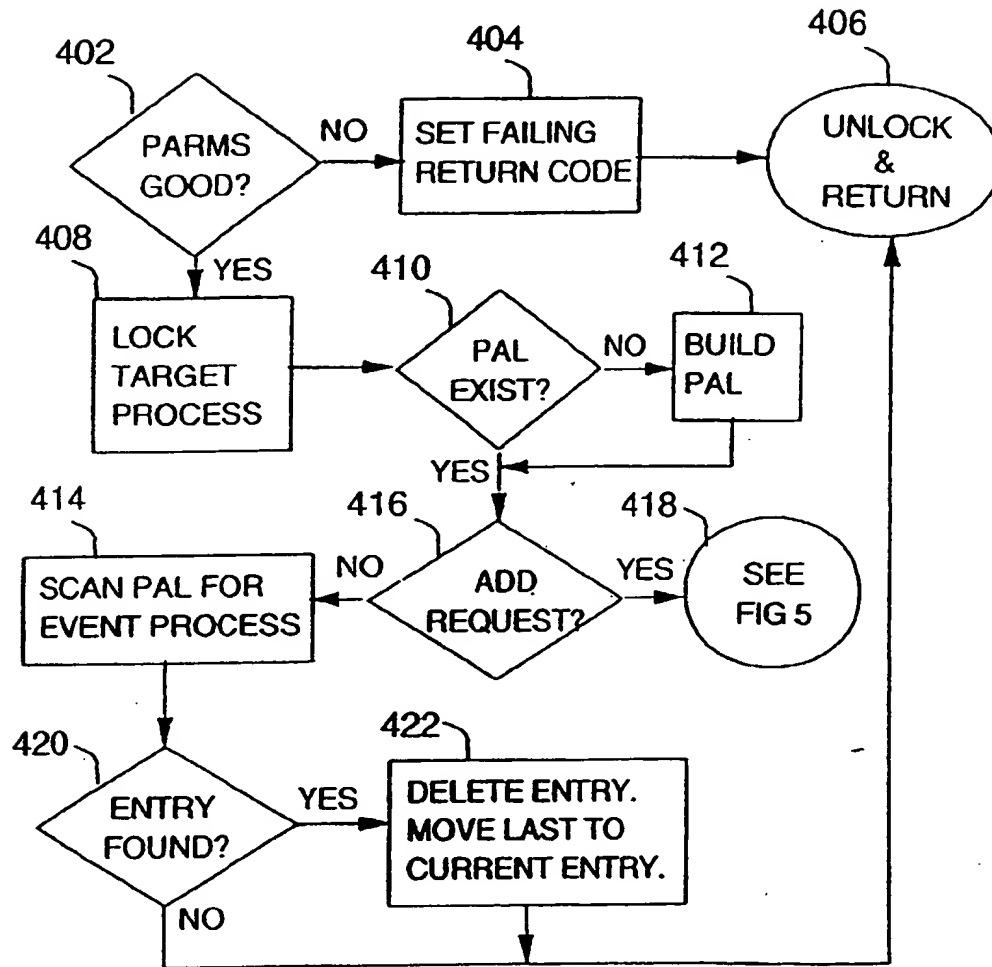 402
404
406
PARMS
GOOD?
NO
SET FAILING
RETURN CODE
UNLOCK
&
RETURN
408
YES
410
412
LOCK
TARGET
PROCESS
PAL
EXIST?
NO
BUILD
PAL
YES
414
416
418
SCAN PAL FOR
EVENT PROCESS
NO
ADD
REQUEST?
YES
SEE
FIG 5
420
422
ENTRY
FOUND?
YES
DELETE ENTRY.
MOVE LAST TO
CURRENT ENTRY.
NO